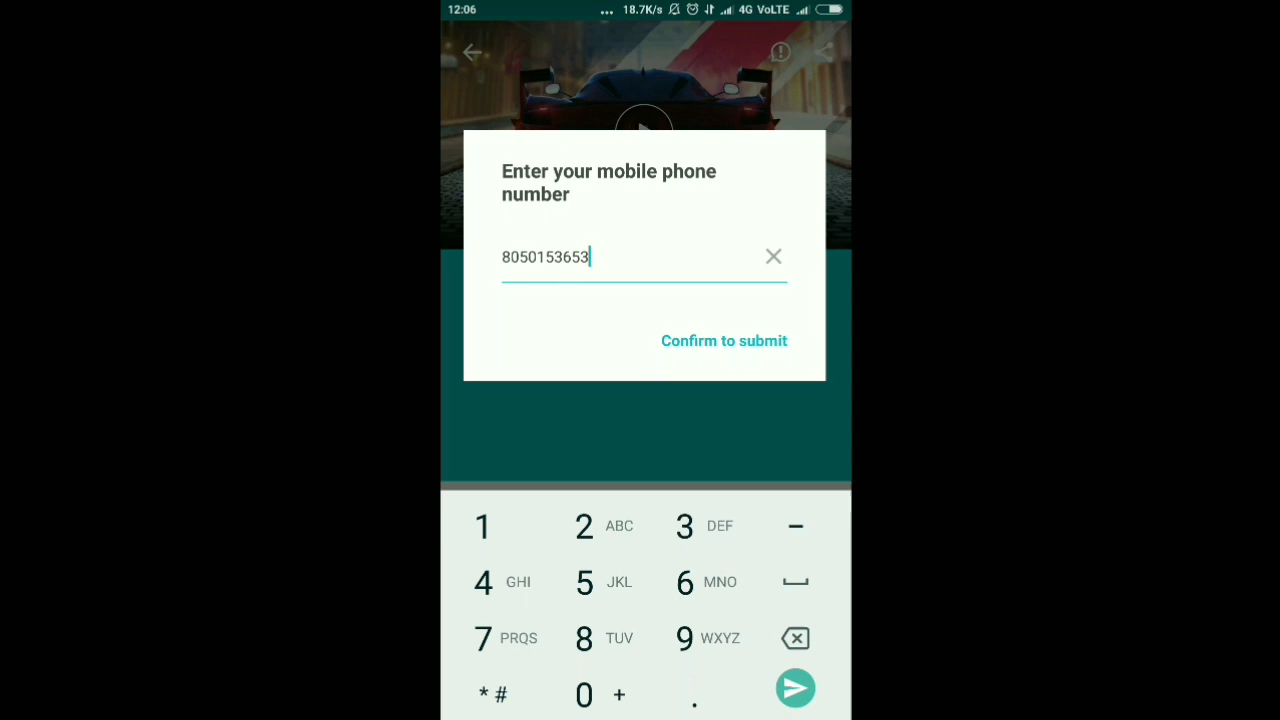 12:06 ... 18.7K/s 4G VoLTE
Enter your mobile phone
number
8050153653
Confirm to submit
1 2 ABC 3 DEF -
4 GHI 5 JKL 6 MNO
7 PRQS 8 TUV 9 WXYZ
* # 0 + .